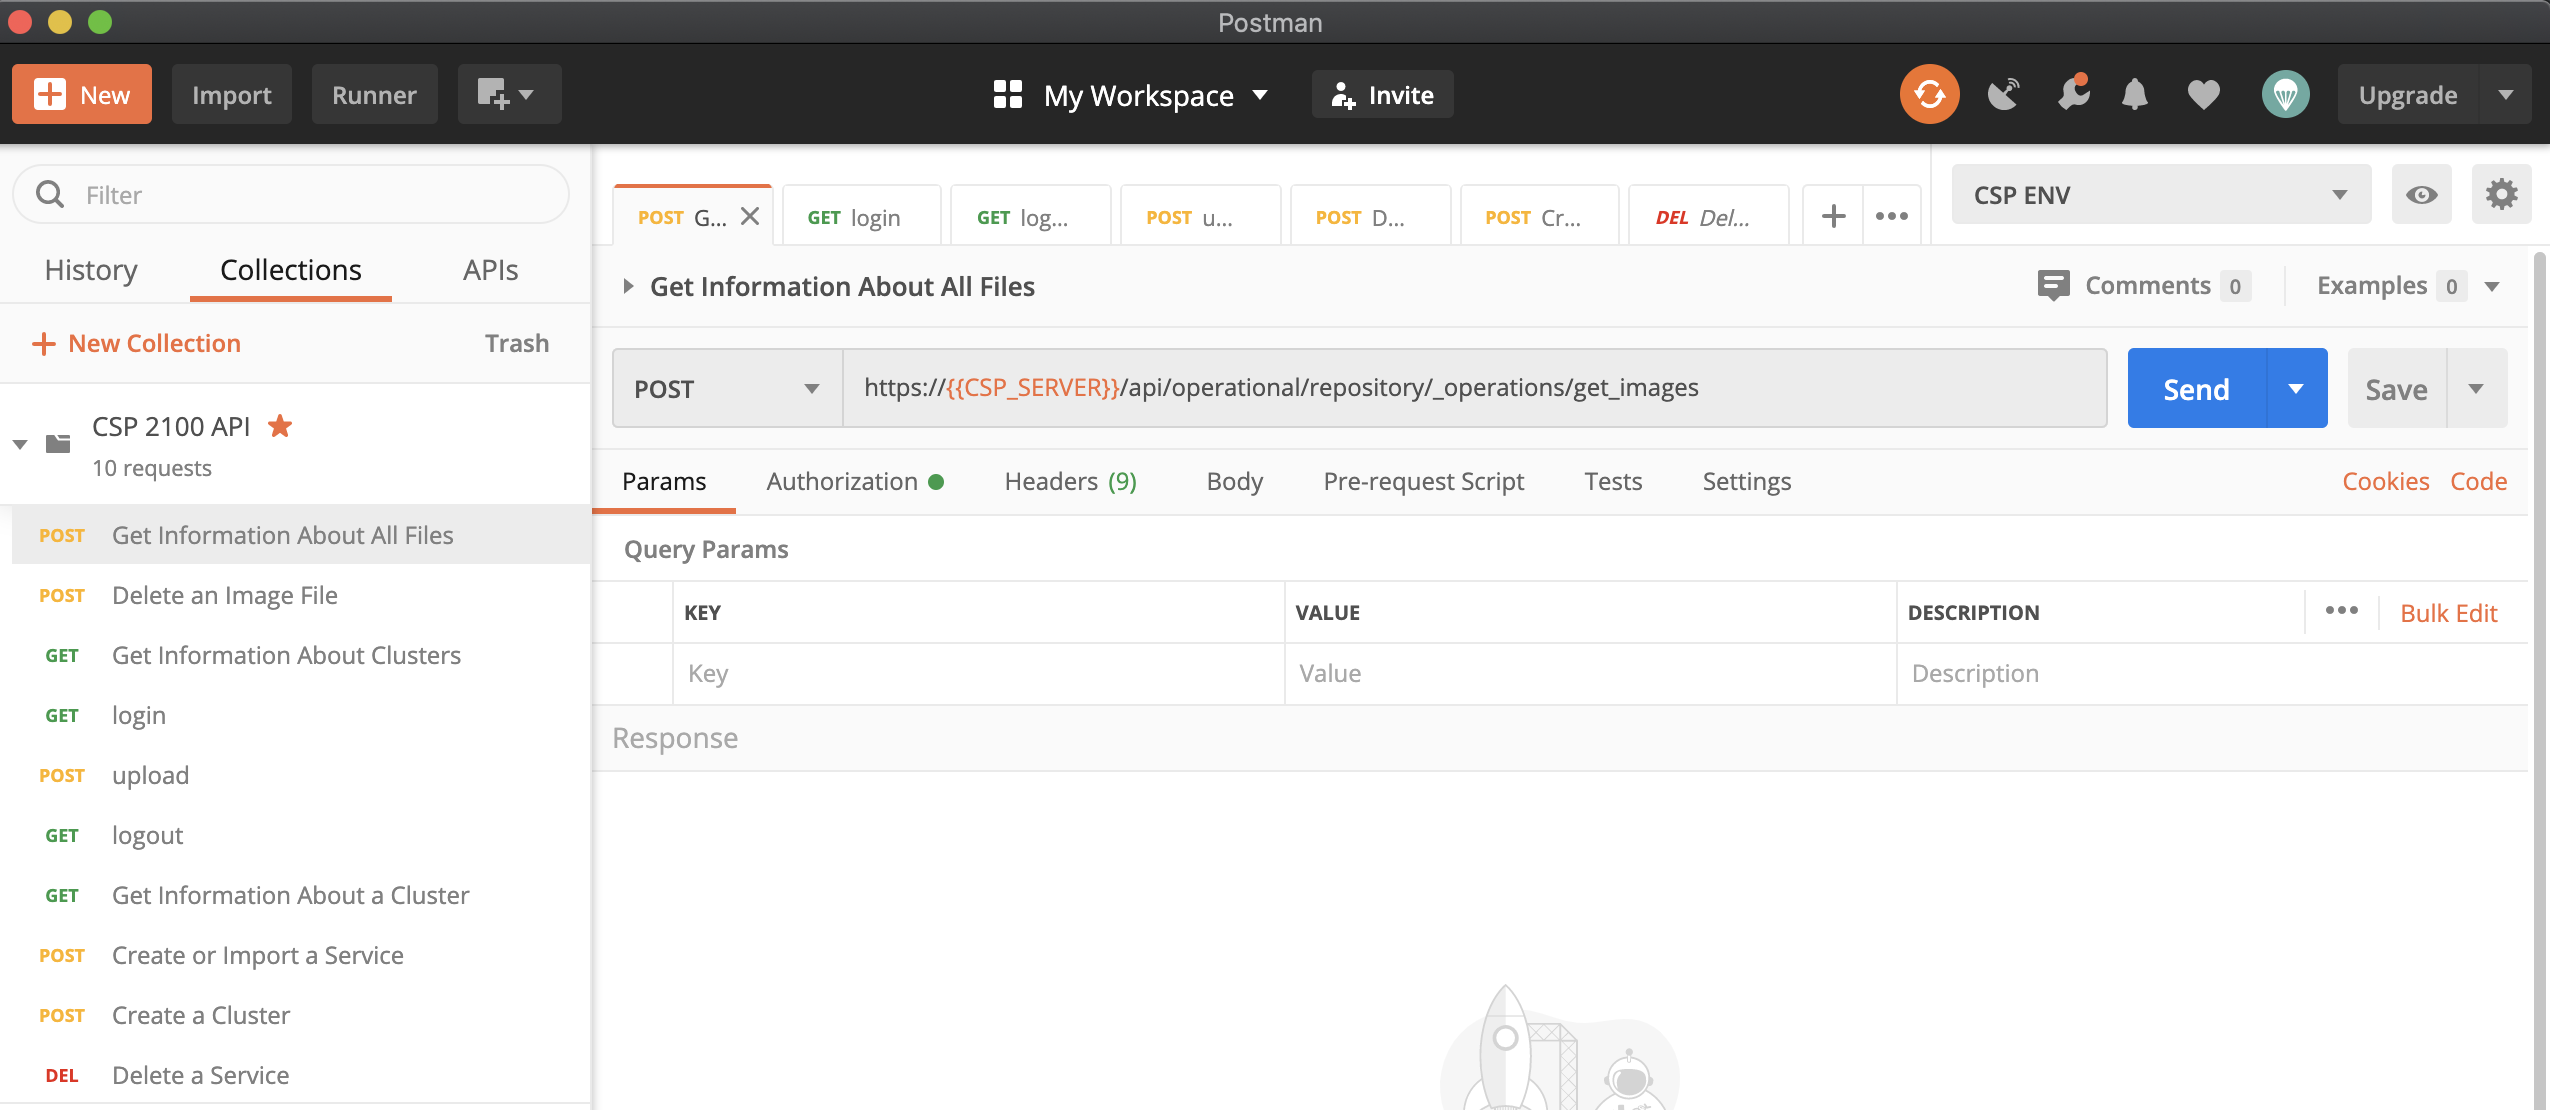 Postman
New
Import
Runner
My Workspace
Invite
Upgrade
Filter
History
Collections
APIs
New Collection
Trash
CSP 2100 API
10 requests
POST Get Information About All Files
POST Delete an Image File
GET Get Information About Clusters
GET login
POST upload
GET logout
GET Get Information About a Cluster
POST Create or Import a Service
POST Create a Cluster
DEL Delete a Service
POST G...
GET login
GET log...
POST u...
POST D...
POST Cr...
DEL Del...
CSP ENV
Get Information About All Files
Comments 0
Examples 0
POST
https://{{CSP_SERVER}}/api/operational/repository/_operations/get_images
Send
Save
Params
Authorization
Headers (9)
Body
Pre-request Script
Tests
Settings
Cookies
Code
Query Params
KEY
VALUE
DESCRIPTION
Bulk Edit
Key
Value
Description
Response